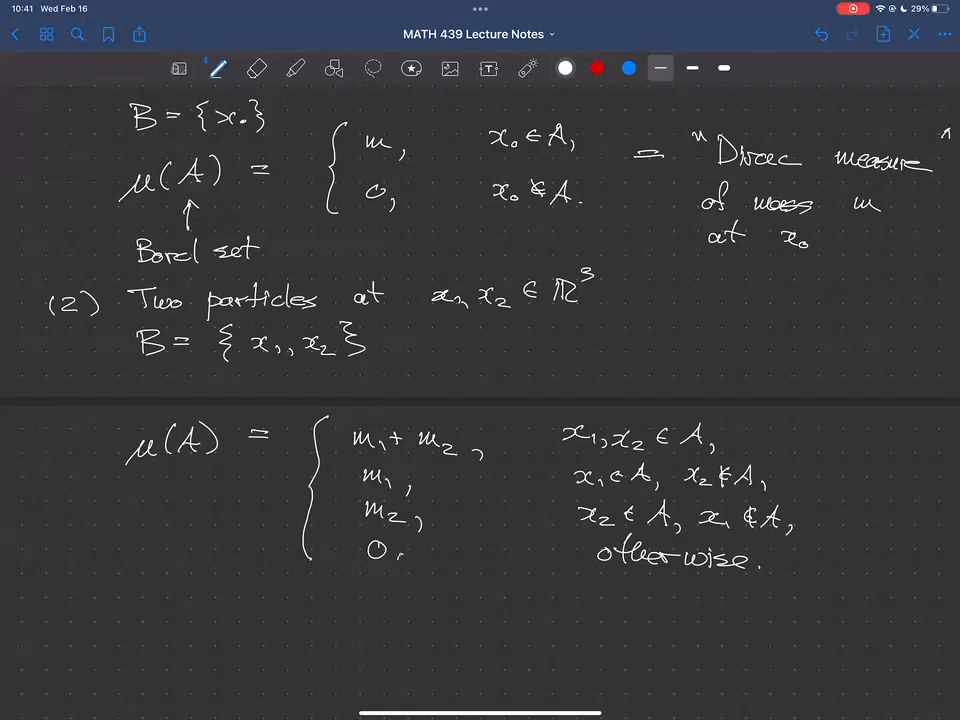 10:41 Wed Feb 16 29%
MATH 439 Lecture Notes
B = {x₀}
μ(A) = { m, x₀ ∈ A, = "Dirac measure"
0, x₀ ∉ A. of mass m
at x₀
↑
Borel set
(2) Two particles at x₁, x₂ ∈ ℝ³
B = {x₁, x₂}
μ(A) = { m₁ + m₂, x₁, x₂ ∈ A,
m₁, x₁ ∈ A, x₂ ∉ A,
m₂, x₂ ∈ A, x₁ ∉ A,
0, otherwise.